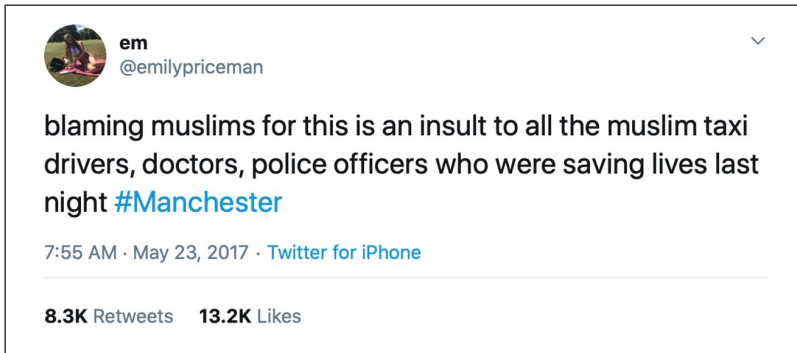 em
@emilypriceman
blaming muslims for this is an insult to all the muslim taxi
drivers, doctors, police officers who were saving lives last
night #Manchester
7:55 AM · May 23, 2017 · Twitter for iPhone
8.3K Retweets 13.2K Likes